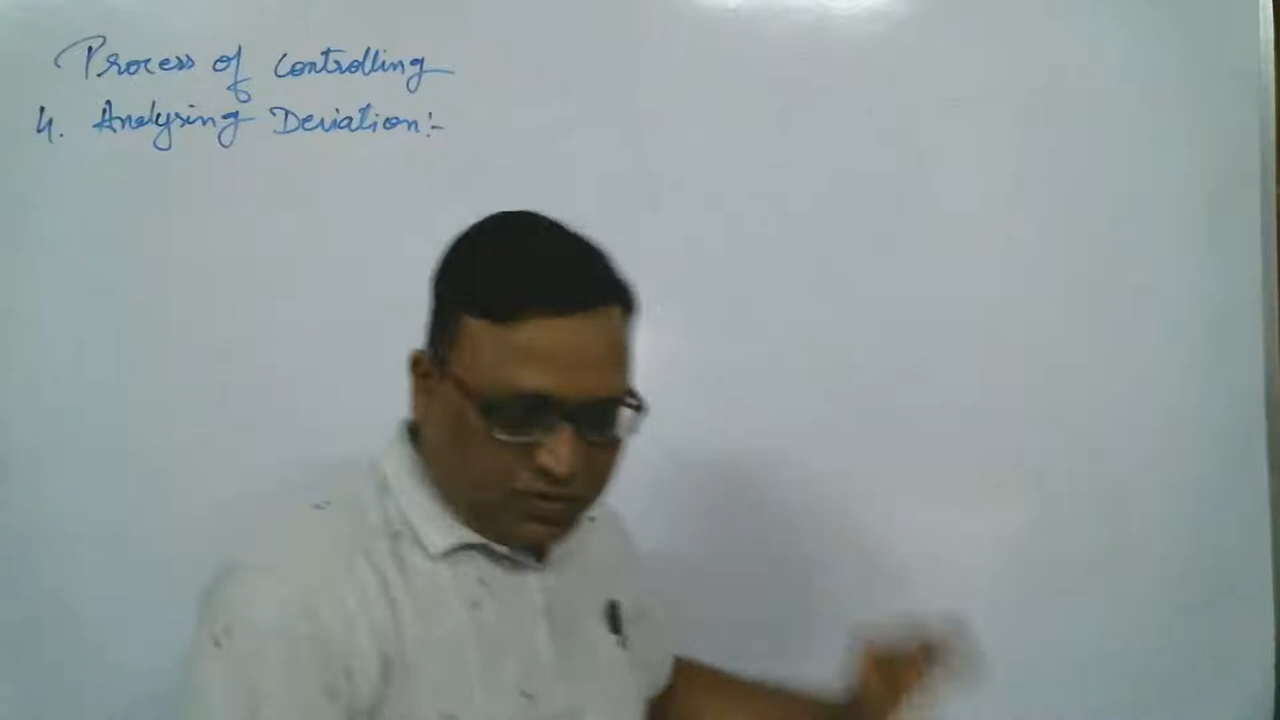 Process of Controlling
4. Analysing Deviation:-